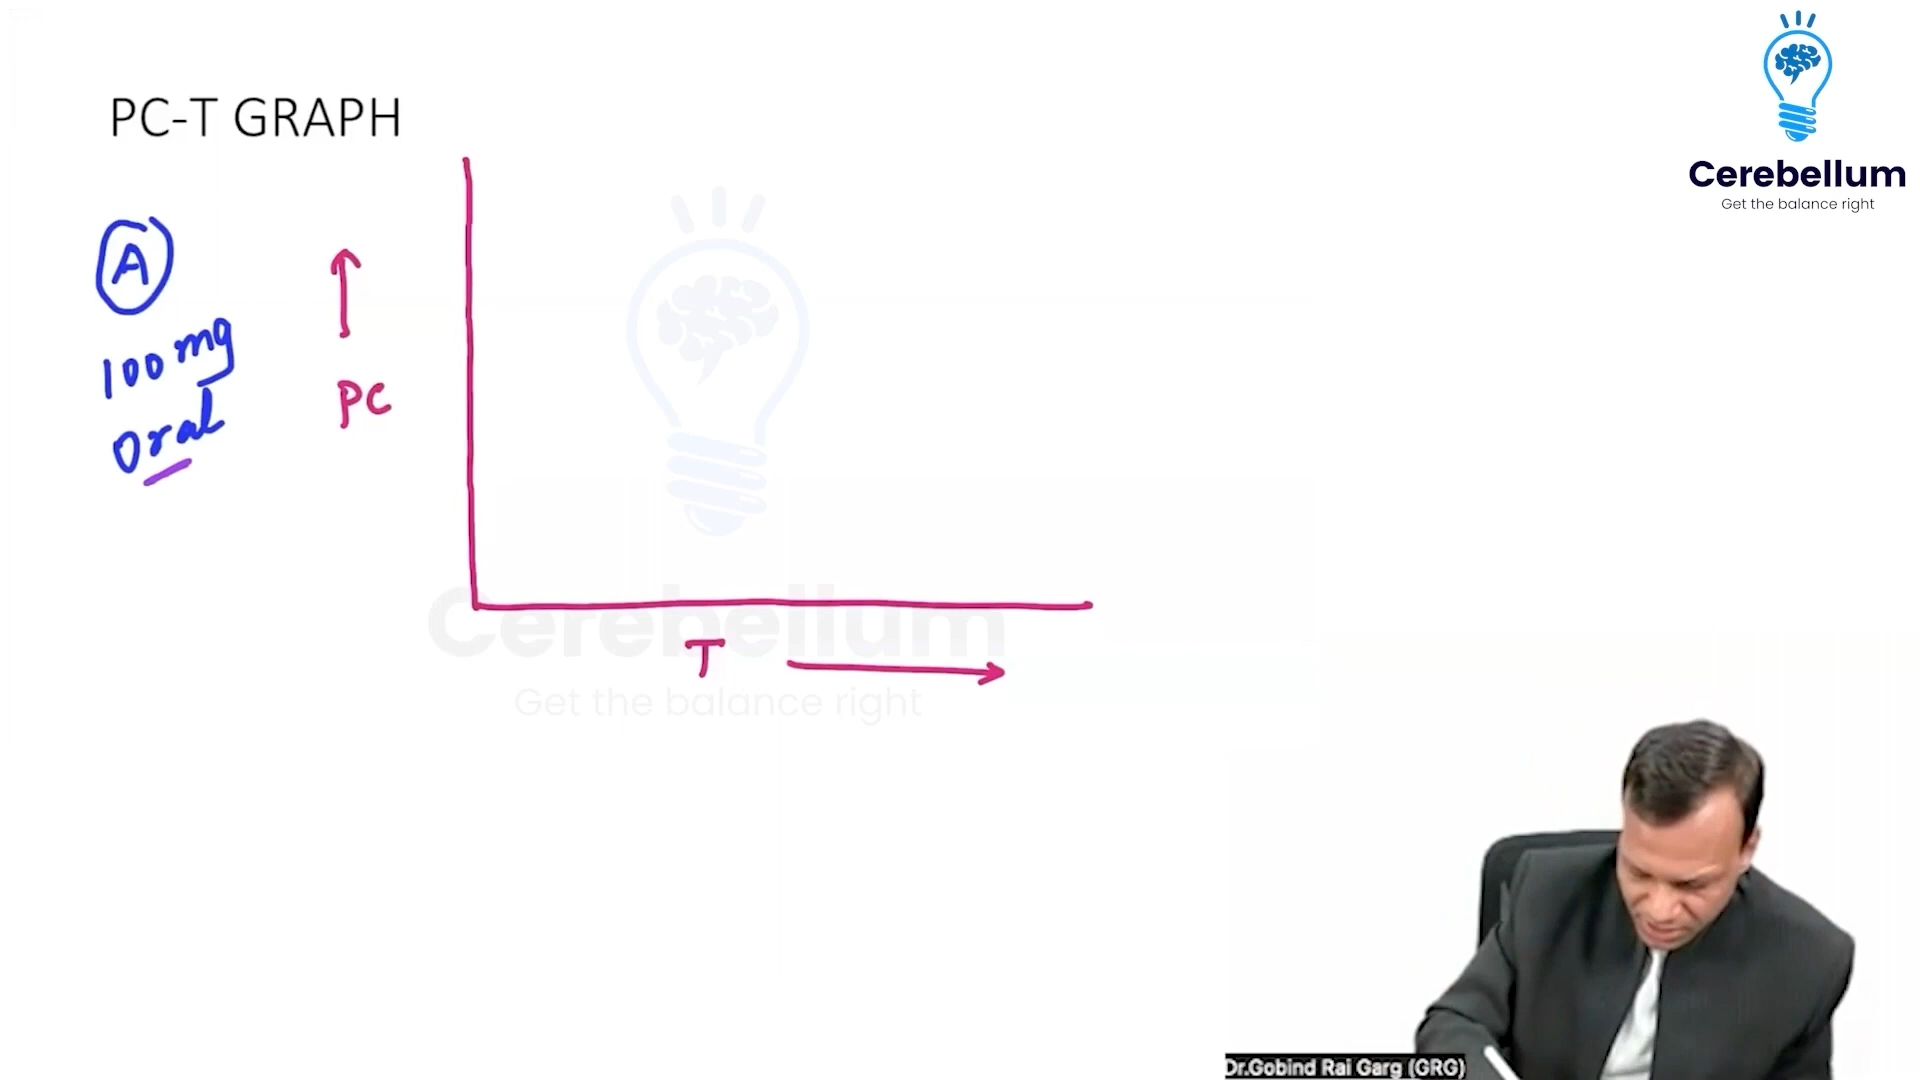 PC-T GRAPH
Cerebellum
Get the balance right
A
100 mg
Oral
PC
T
Cerebellum
Get the balance right
Dr.Gobind Rai Garg (GRG)